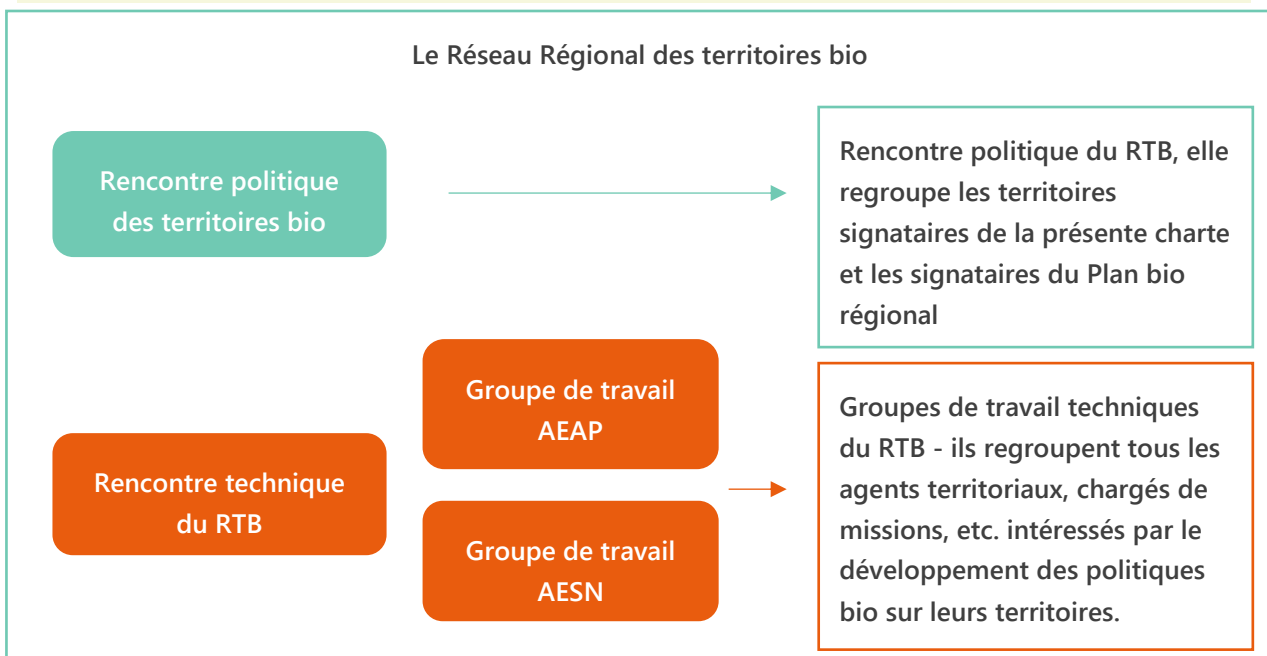 Le Réseau Régional des territoires bio
Rencontre politique
des territoires bio
Rencontre politique du RTB, elle
regroupe les territoires
signataires de la présente charte
et les signataires du Plan bio
régional
Rencontre technique
du RTB
Groupe de travail
AEAP
Groupe de travail
AESN
Groupes de travail techniques
du RTB - ils regroupent tous les
agents territoriaux, chargés de
missions, etc. intéressés par le
développement des politiques
bio sur leurs territoires.